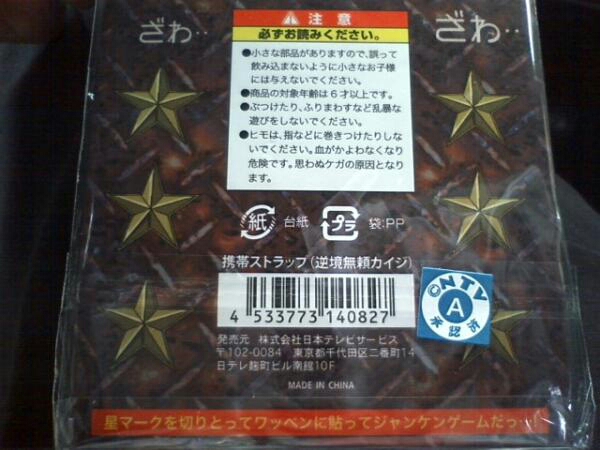 注意
ざわ‥
ざわ‥
必ずお読みください。
●小さな部品がありますので、誤って
飲み込まないように小さなお子様
には与えないでください。
●商品の対象年齢は6才以上です。
●ぶつけたり、ふりまわすなど乱暴な
遊びをしないでください。
●ヒモは、指などに巻きつけたりしな
いでください。血がかよわなくなり
危険です。思わぬケガの原因となり
ます。
紙 台紙 プラ 袋:PP
携帯ストラップ(逆境無頼カイジ)
4 533773 140827
©NTV
A
承認済
発売元 株式会社日本テレビサービス
〒102-0084 東京都千代田区二番町14
日テレ麹町ビル南館10F
MADE IN CHINA
星マークを切りとってワッペンに貼ってジャンケンゲームだっ‥!